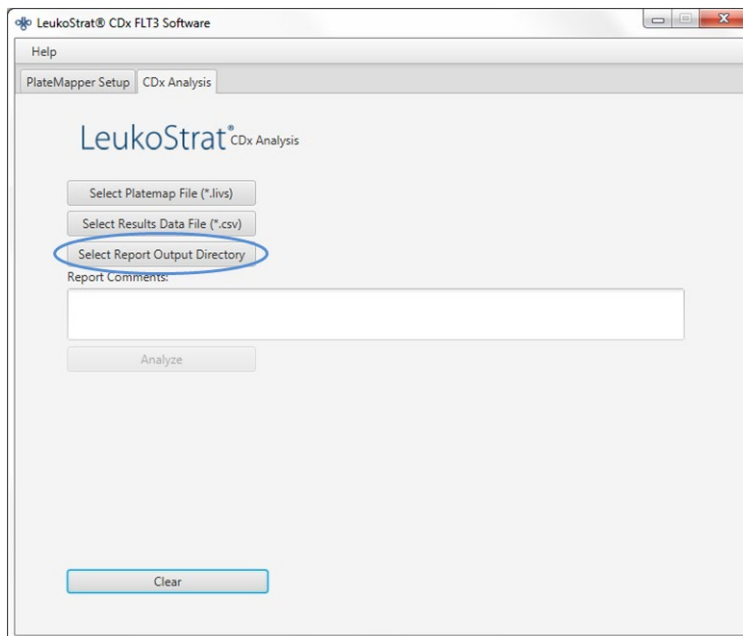 LeukoStrat® CDx FLT3 Software
Help
PlateMapper Setup CDx Analysis
LeukoStrat® CDx Analysis
Select Platemap File (*.livs)
Select Results Data File (*.csv)
Select Report Output Directory
Report Comments:
Analyze
Clear